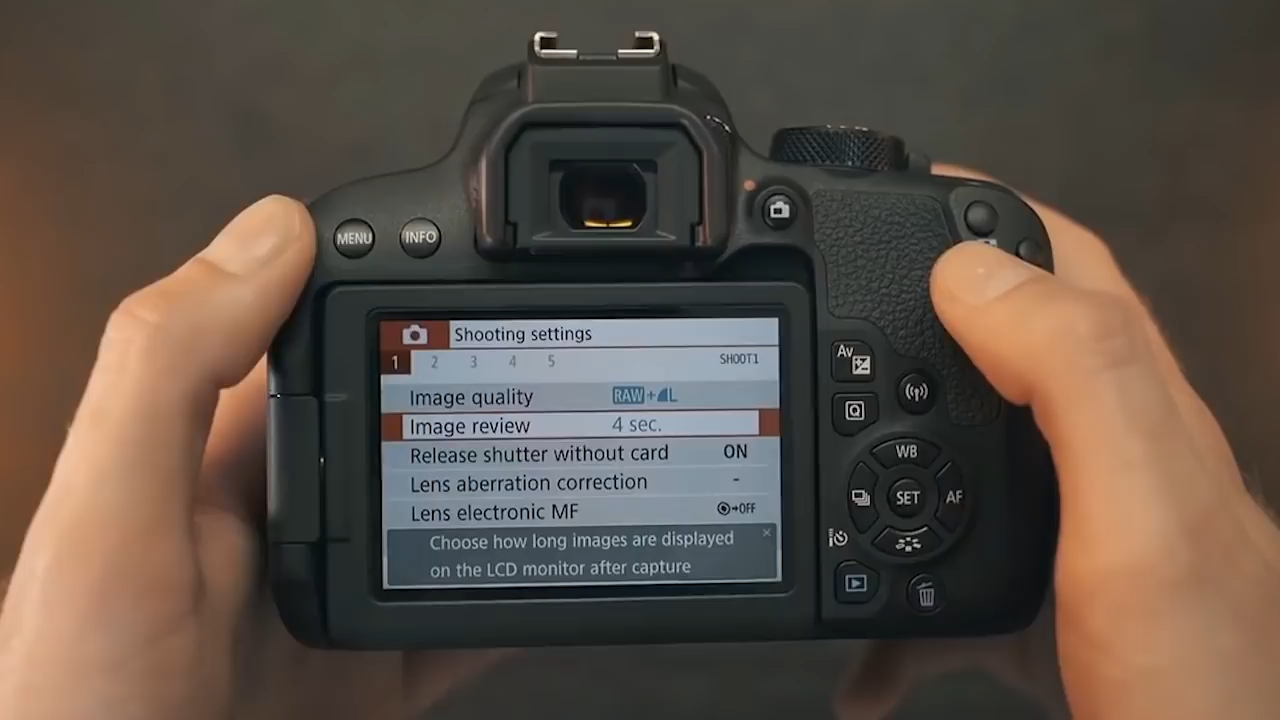 MENU
INFO
Shooting settings
1 2 3 4 5 SHOOT1
Image quality RAW+L
Image review 4 sec.
Release shutter without card ON
Lens aberration correction -
Lens electronic MF OFF
Choose how long images are displayed
on the LCD monitor after capture
Av
Q
WB
SET
AF